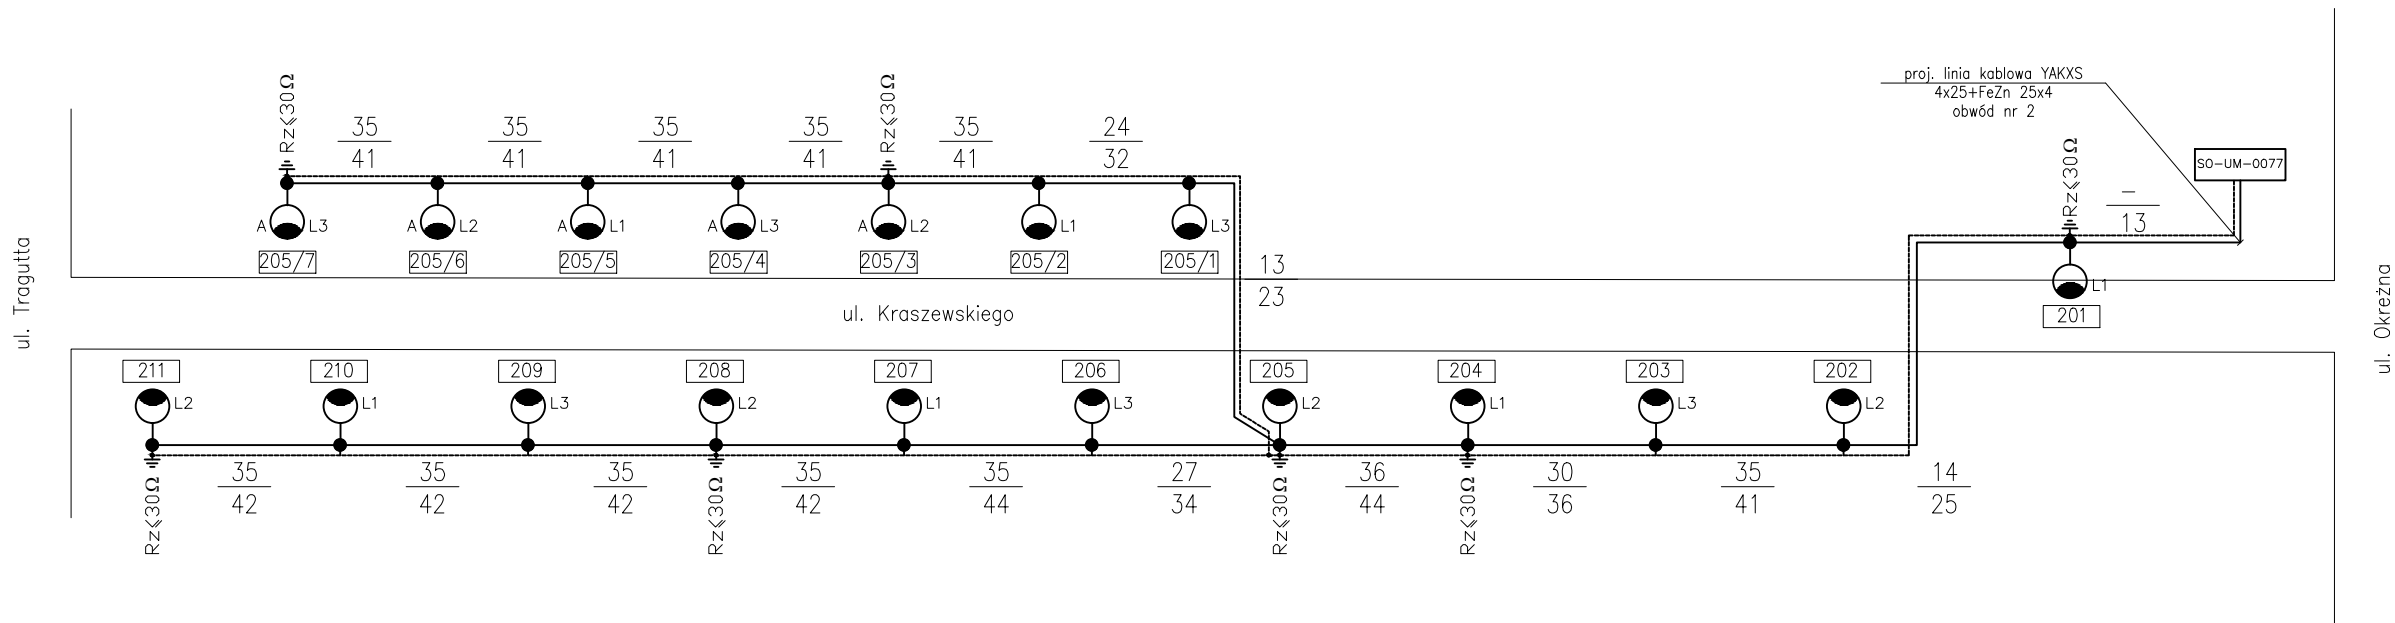 proj. linia kablowa YAKXS
4x25+FeZn 25x4
obwód nr 2
Rz⩽30Ω
Rz⩽30Ω
Rz⩽30Ω
35
41
35
41
35
41
35
41
35
41
24
32
SO-UM-0077
–
13
A L3
A L2
A L1
A L3
A L2
L1
L3
205/7
205/6
205/5
205/4
205/3
205/2
205/1
13
23
L1
201
ul. Tragutta
ul. Kraszewskiego
ul. Okreżna
211
210
209
208
207
206
205
204
203
202
L2
L1
L3
L2
L1
L3
L2
L1
L3
L2
35
42
35
42
35
42
35
42
35
44
27
34
36
44
30
36
35
41
14
25
Rz⩽30Ω
Rz⩽30Ω
Rz⩽30Ω
Rz⩽30Ω